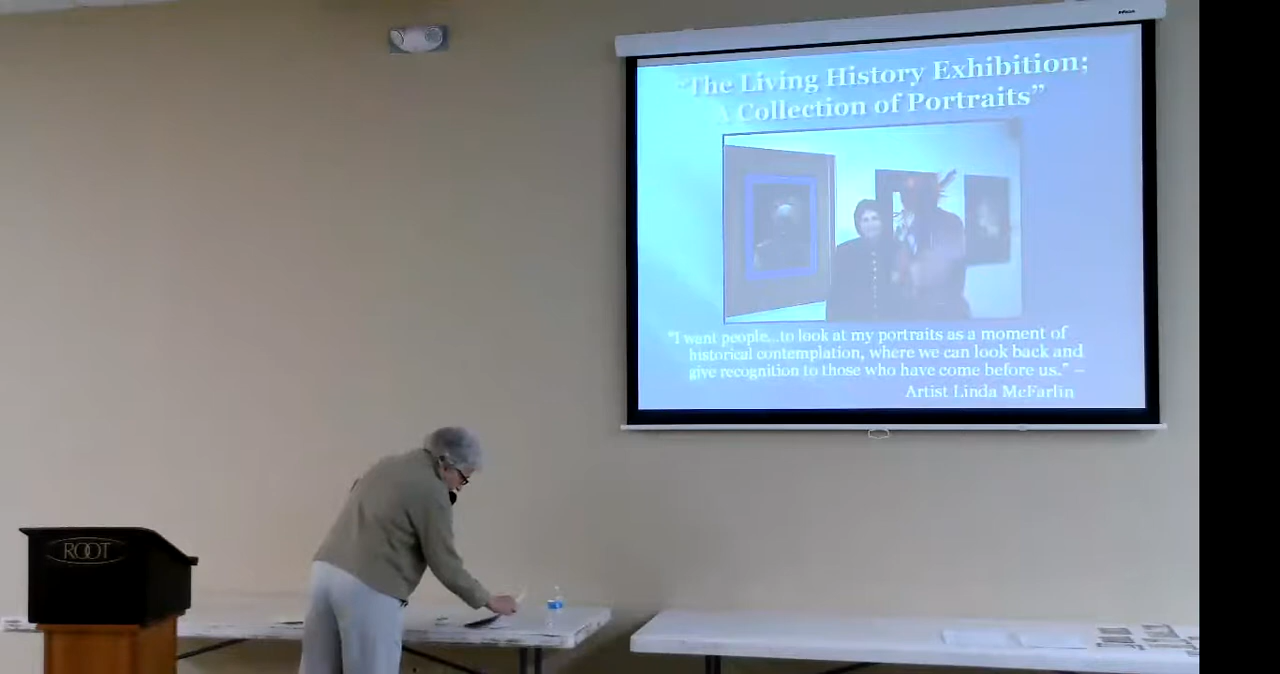 "The Living History Exhibition;
A Collection of Portraits"
"I want people...to look at my portraits as a moment of
historical contemplation, where we can look back and
give recognition to those who have come before us." –
Artist Linda McFarlin
ROOT